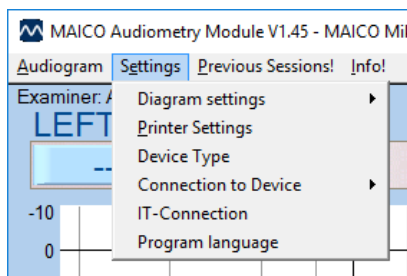 MAICO Audiometry Module V1.45 - MAICO Mil
Audiogram Settings Previous Sessions! Info!
Examiner: A
LEFT
Diagram settings
Printer Settings
Device Type
Connection to Device
IT-Connection
Program language
--
-10
0